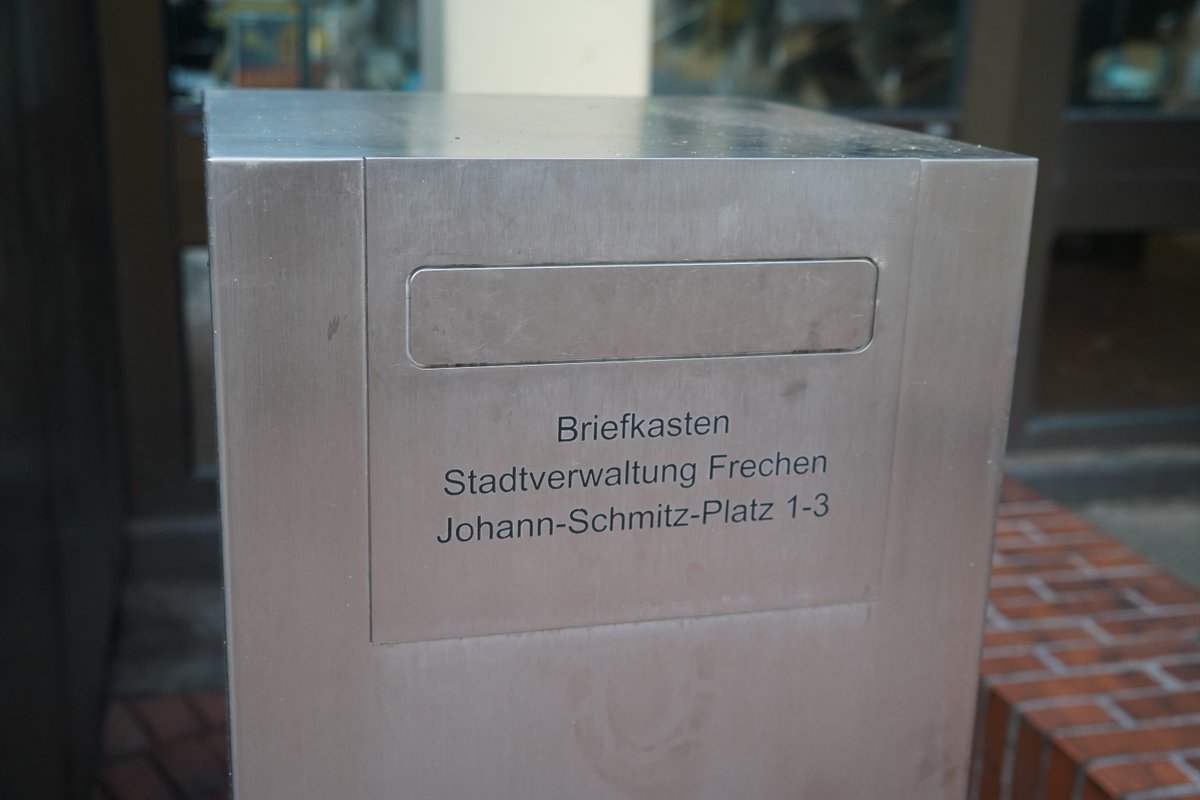 Briefkasten
Stadtverwaltung Frechen
Johann-Schmitz-Platz 1-3